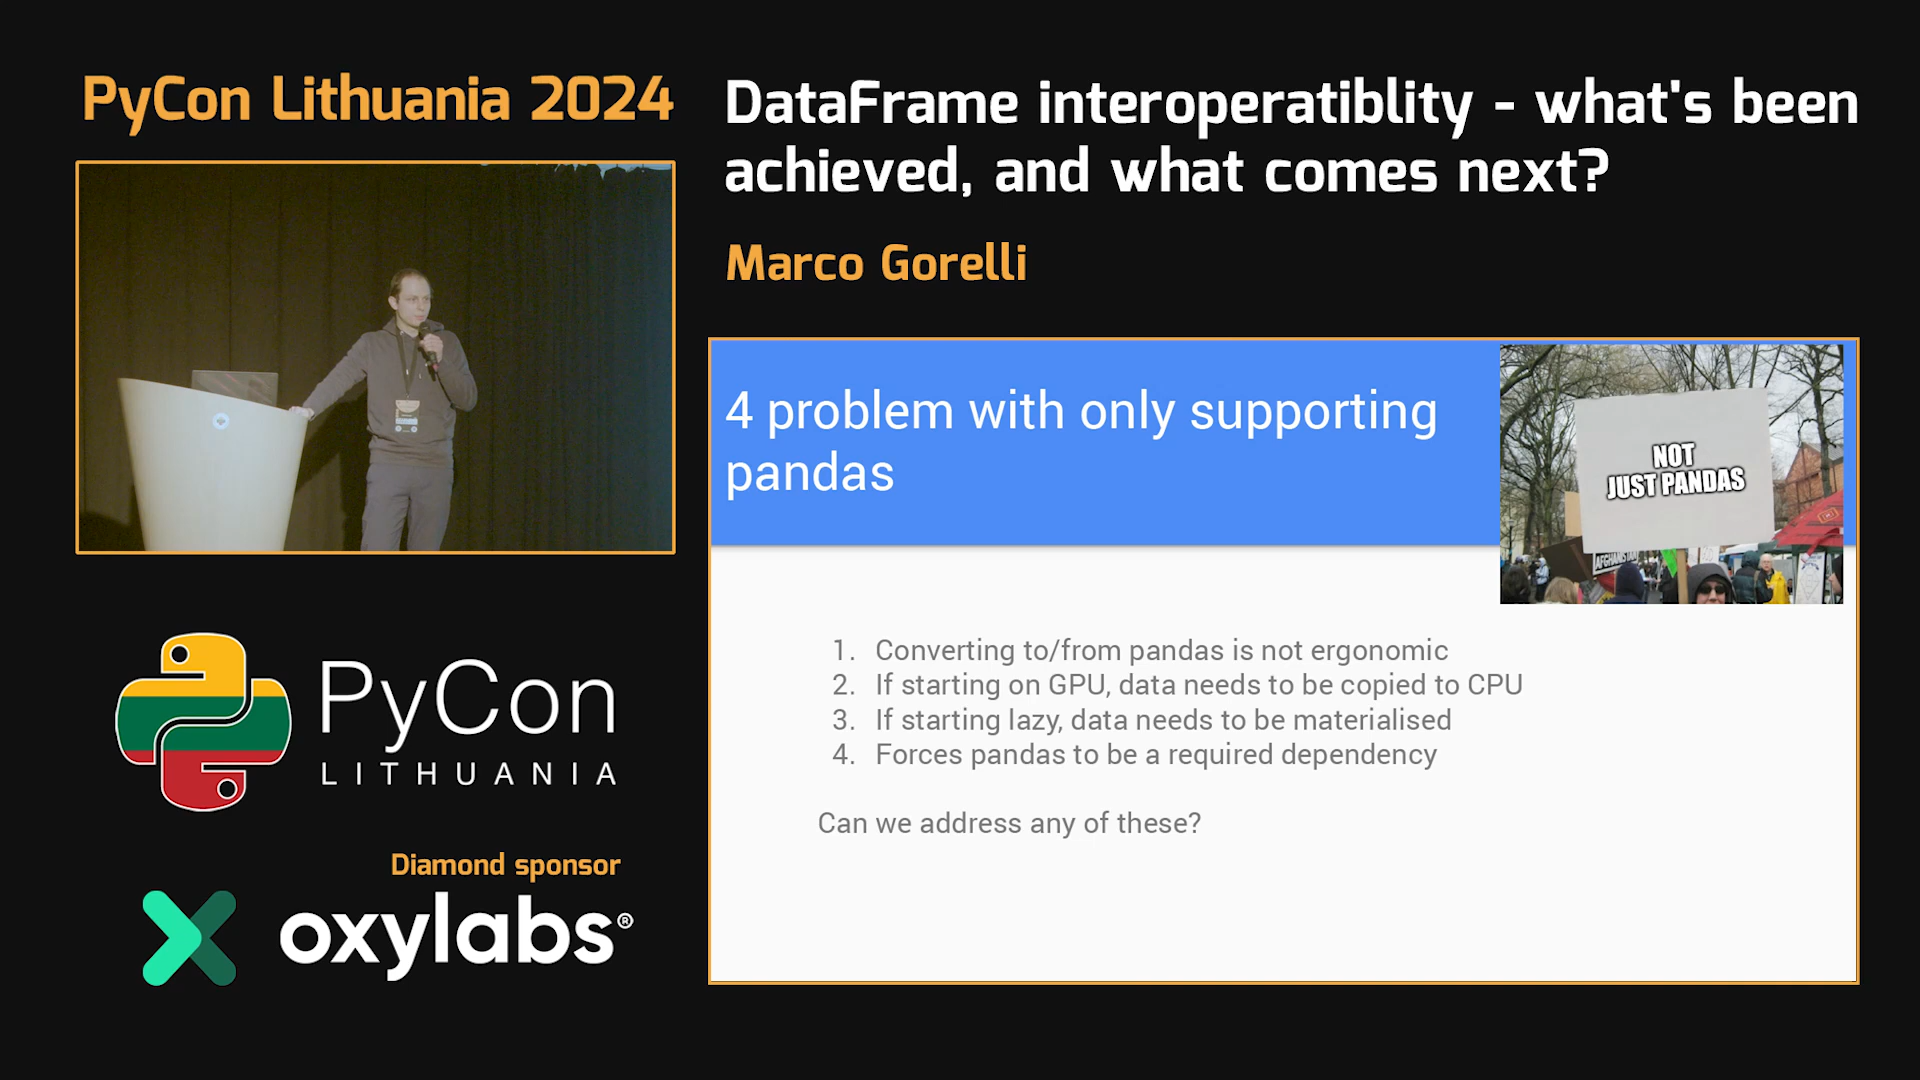 PyCon Lithuania 2024
DataFrame interoperatiblity - what's been
achieved, and what comes next?
Marco Gorelli
4 problem with only supporting
pandas
NOT
JUST PANDAS
AFGHANISTAN
1. Converting to/from pandas is not ergonomic
2. If starting on GPU, data needs to be copied to CPU
3. If starting lazy, data needs to be materialised
4. Forces pandas to be a required dependency
Can we address any of these?
PyCon
LITHUANIA
Diamond sponsor
oxylabs®